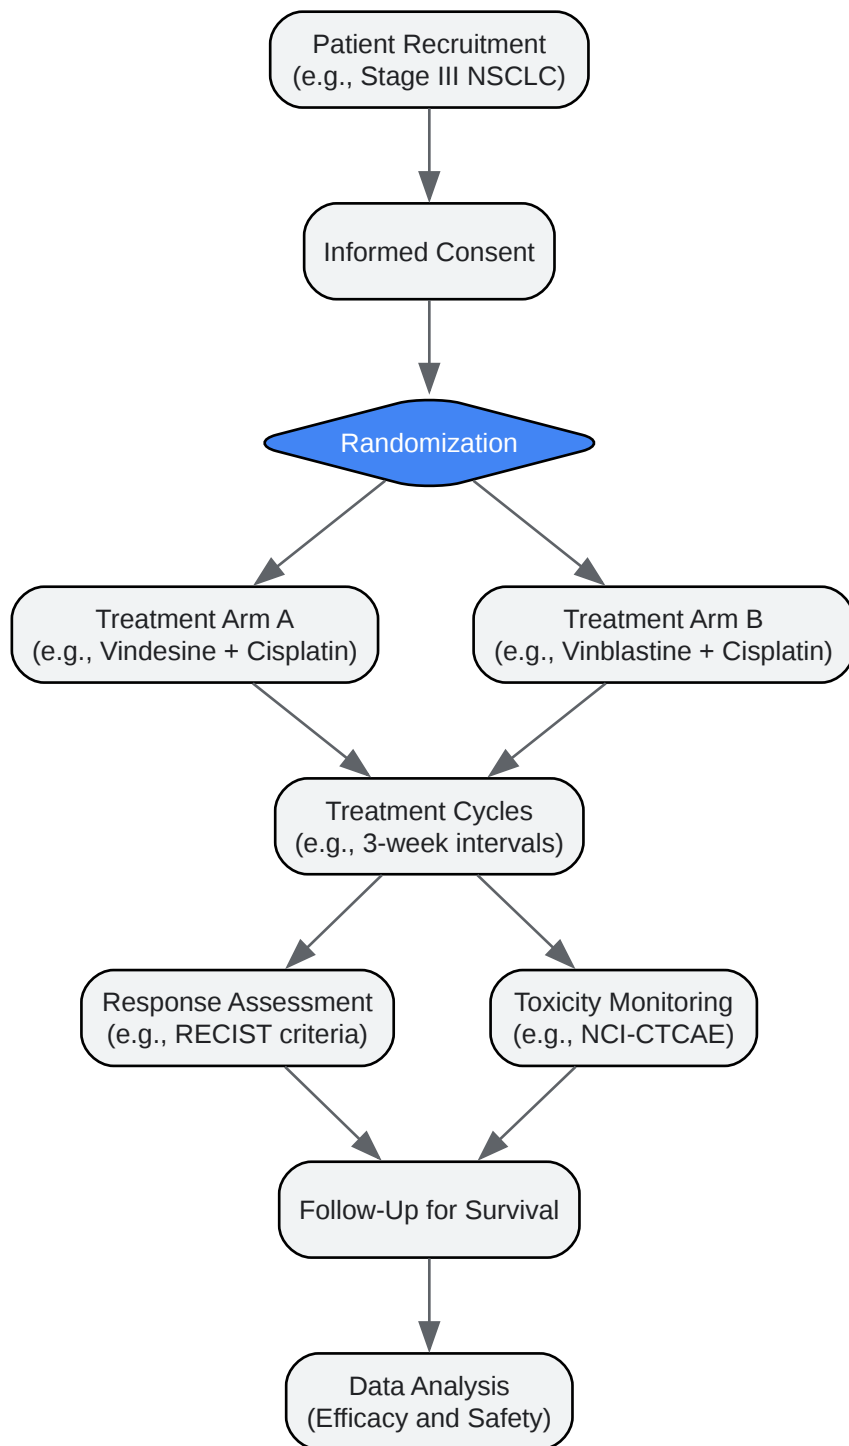 Patient Recruitment
(e.g., Stage III NSCLC)
Informed Consent
Randomization
Treatment Arm A
(e.g., Vindesine + Cisplatin)
Treatment Arm B
(e.g., Vinblastine + Cisplatin)
Treatment Cycles
(e.g., 3-week intervals)
Response Assessment
(e.g., RECIST criteria)
Toxicity Monitoring
(e.g., NCI-CTCAE)
Follow-Up for Survival
Data Analysis
(Efficacy and Safety)